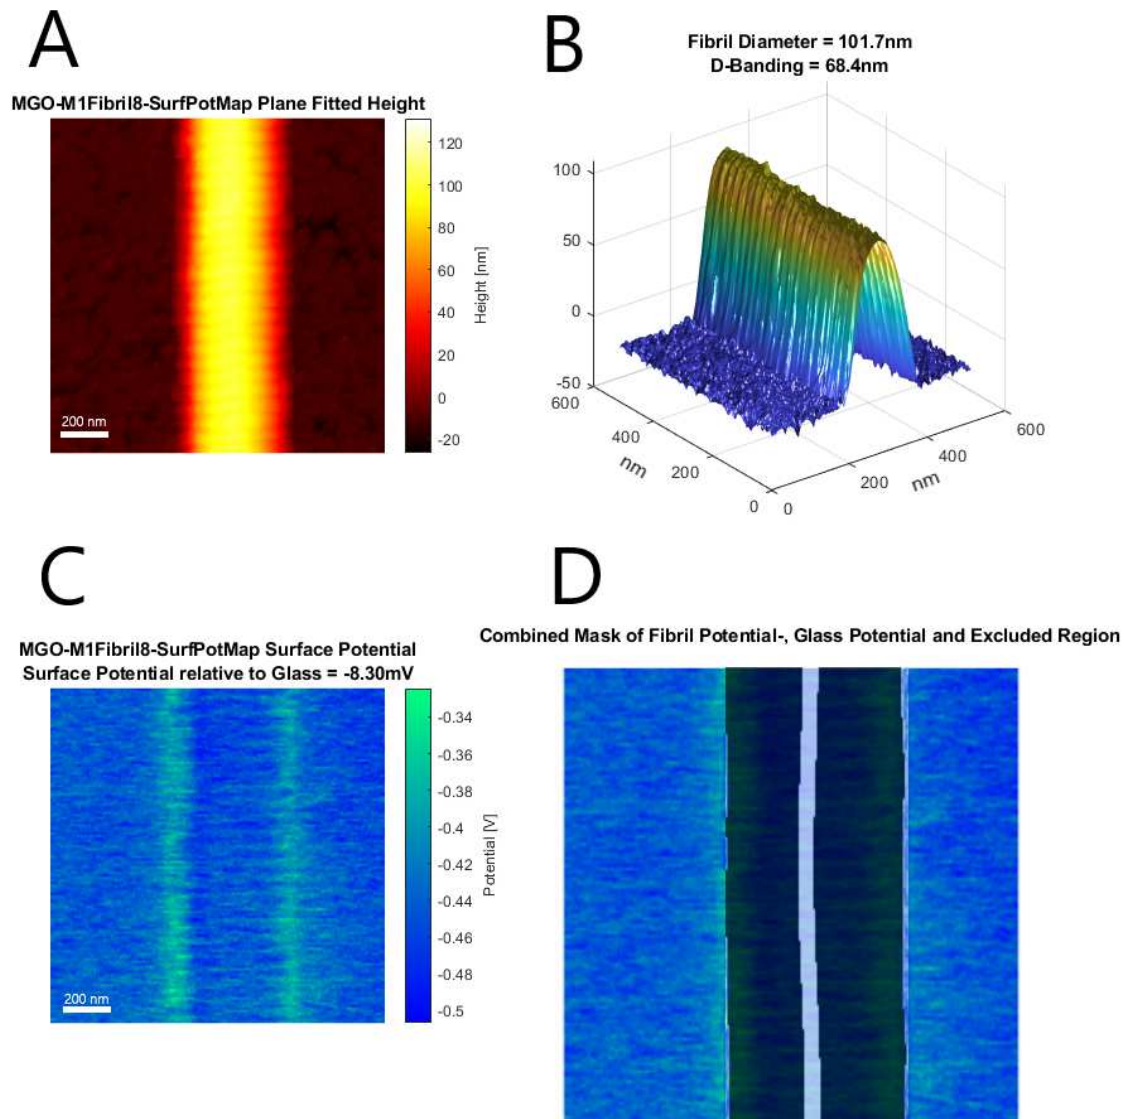 A
MGO-M1Fibril8-SurfPotMap Plane Fitted Height
120
100
80
60
40
20
0
-20
Height [nm]
200 nm
B
Fibril Diameter = 101.7nm
D-Banding = 68.4nm
100
50
0
-50
600
400
200
0
nm
0
200
400
600
nm
C
MGO-M1Fibril8-SurfPotMap Surface Potential
Surface Potential relative to Glass = -8.30mV
-0.34
-0.36
-0.38
-0.4
-0.42
-0.44
-0.46
-0.48
-0.5
Potential [V]
200 nm
D
Combined Mask of Fibril Potential-, Glass Potential and Excluded Region